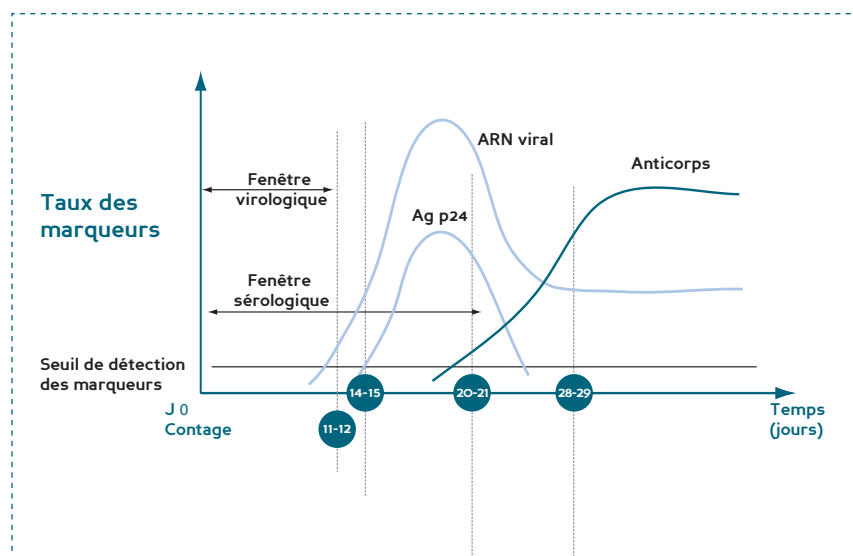 ARN viral
Anticorps
Fenêtre
virologique
Taux des
marqueurs
Ag p24
Fenêtre
sérologique
Seuil de détection
des marqueurs
14-15
20-21
28-29
J 0
Contage
11-12
Temps
(jours)